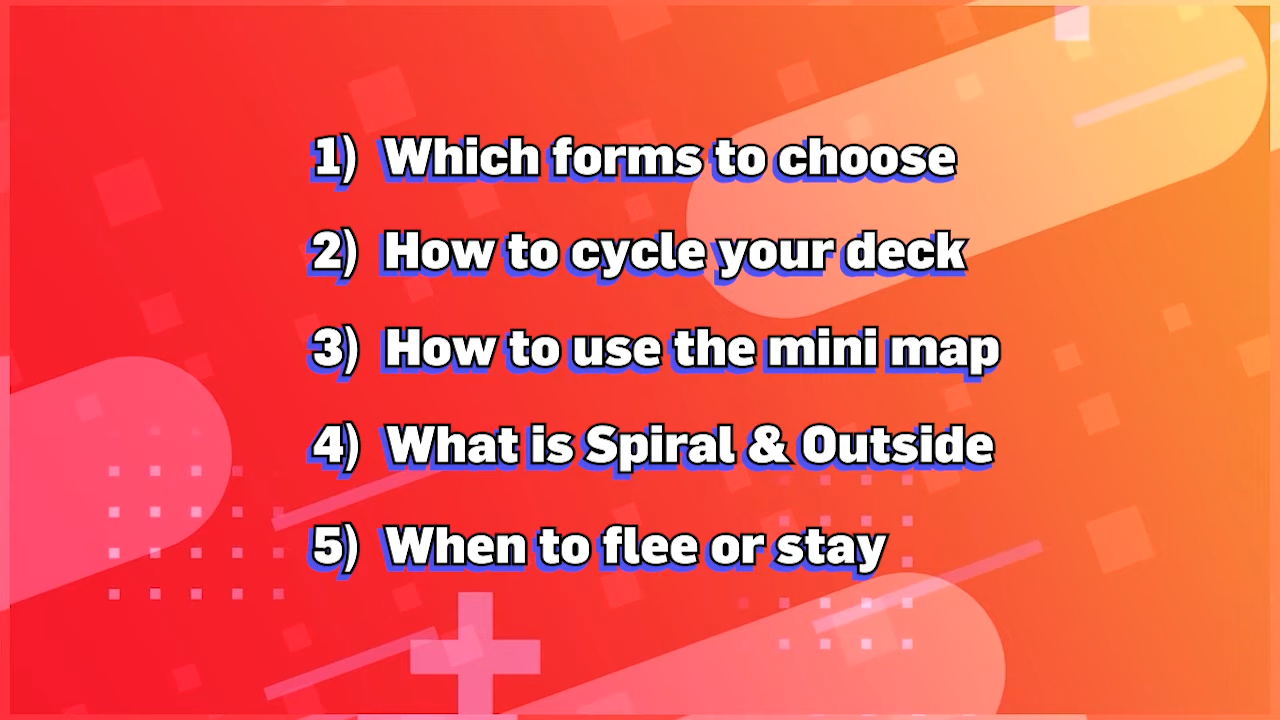 1) Which forms to choose
2) How to cycle your deck
3) How to use the mini map
4) What is Spiral & Outside
5) When to flee or stay